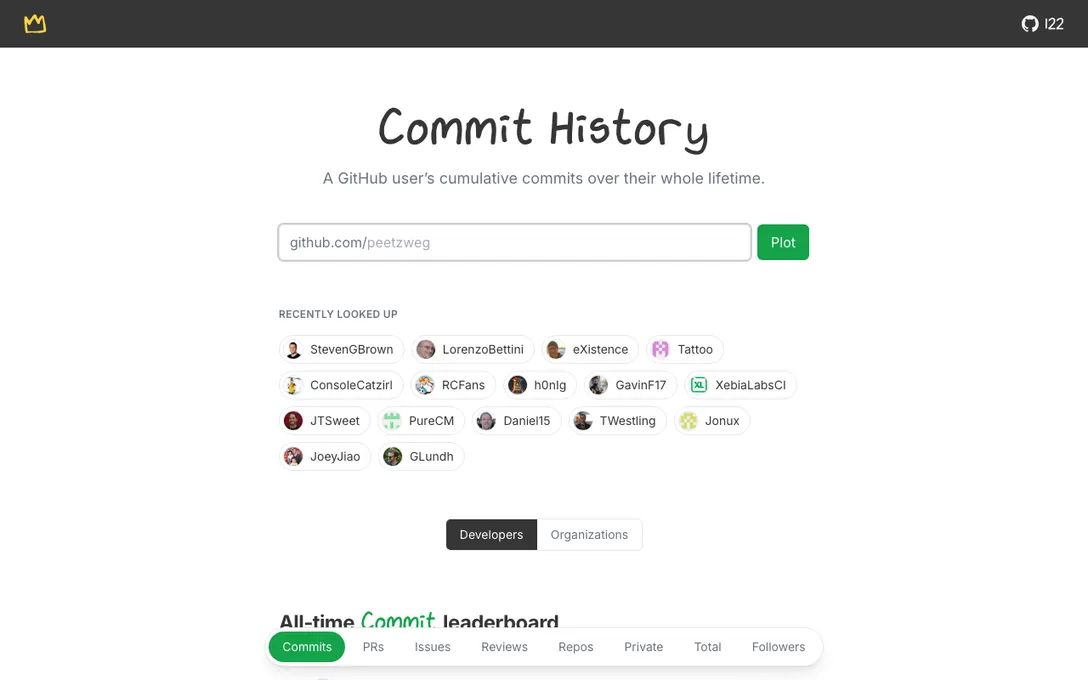 122
Commit History
A GitHub user's cumulative commits over their whole lifetime.
github.com/peetzweg
Plot
RECENTLY LOOKED UP
StevenGBrown LorenzoBettini eXistence Tattoo
ConsoleCatzirl RCFans h0nIg GavinF17 XebiaLabsCI
JTSweet PureCM Daniel15 TWestling Jonux
JoeyJiao GLundh
Developers Organizations
All-time Commit leaderboard
Commits PRs Issues Reviews Repos Private Total Followers